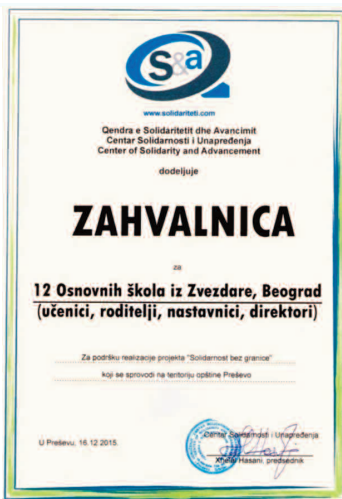 S&a
www.solidariteti.com
Qendra e Solidaritetit dhe Avancimit
Centar Solidarnosti i Unapređenja
Center of Solidarity and Advancement
dodeljuje
ZAHVALNICA
za
12 Osnovnih škola iz Zvezdare, Beograd
(učenici, roditelji, nastavnici, direktori)
Za podršku realizacije projekta "Solidarnost bez granice"
koji se sprovodi na teritoriju opštine Preševo
U Preševu, 16.12.2015.
Centar Solidarnosti i Unapređenja
Hasani, predsednik